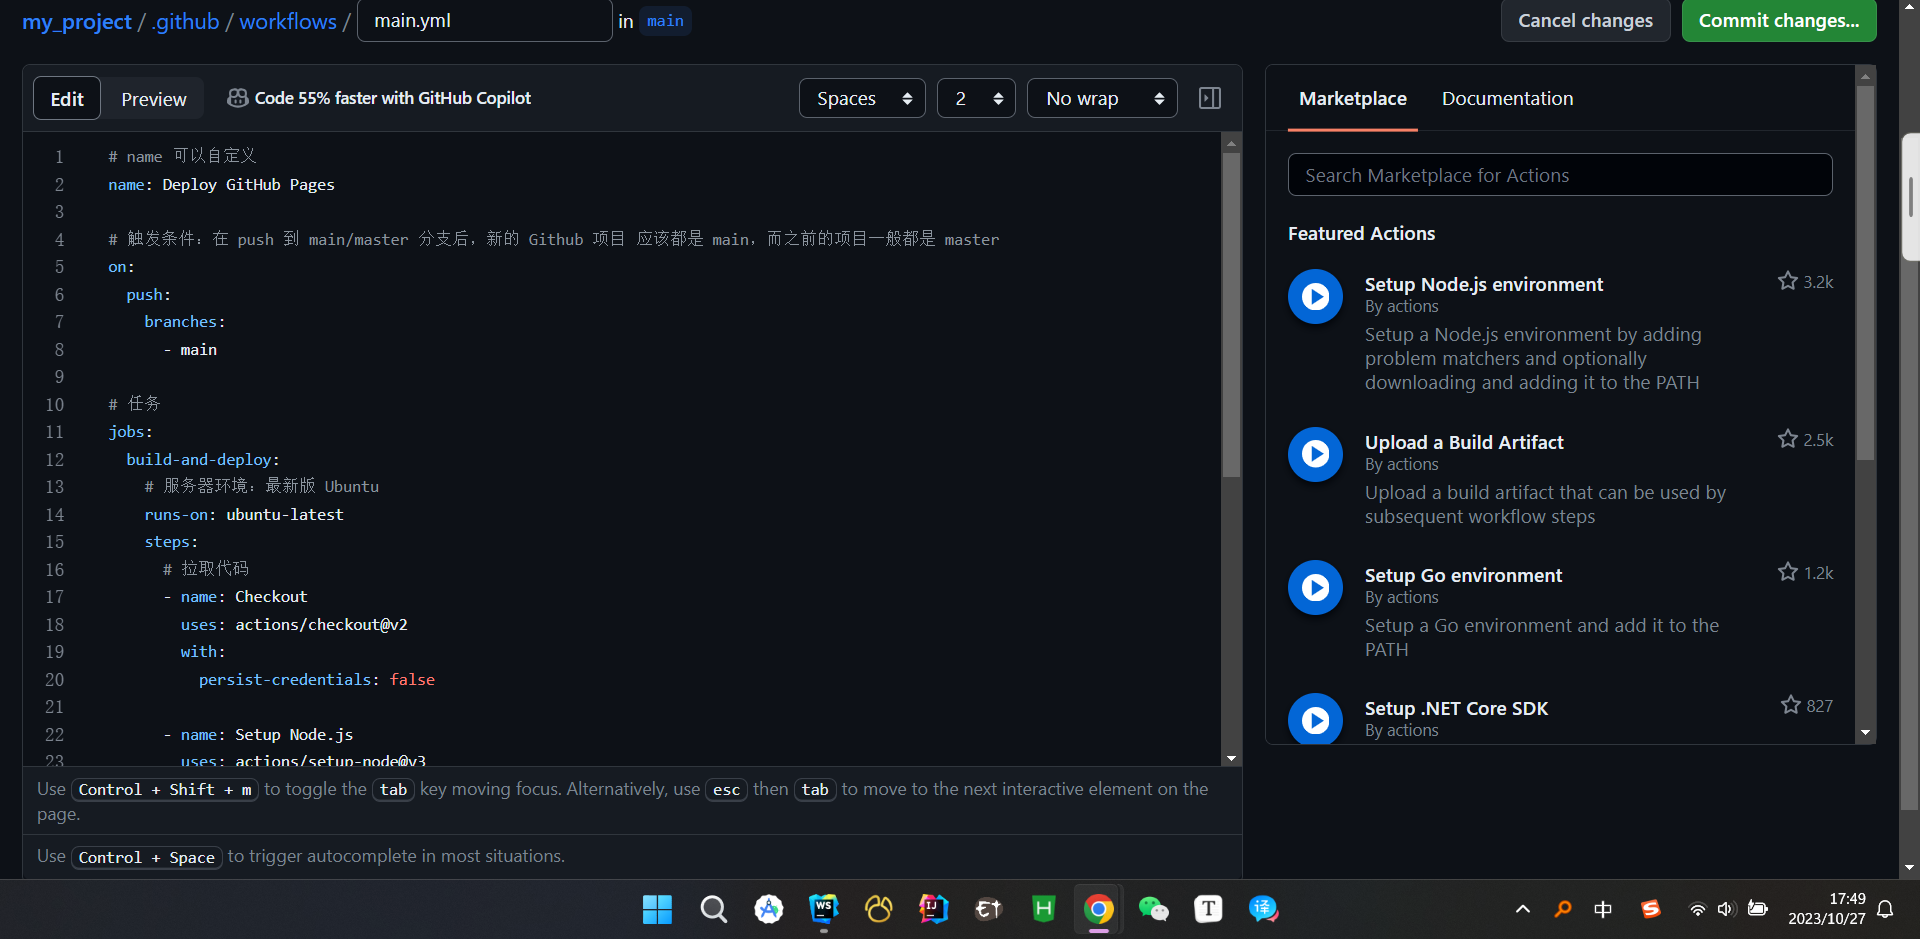 my_project / .github / workflows / main.yml in main
Cancel changes
Commit changes...
Edit
Preview
Code 55% faster with GitHub Copilot
Spaces
2
No wrap
1 # name 可以自定义
2 name: Deploy GitHub Pages
3
4 # 触发条件：在 push 到 main/master 分支后，新的 Github 项目 应该都是 main，而之前的项目一般都是 master
5 on:
6 push:
7 branches:
8 - main
9
10 # 任务
11 jobs:
12 build-and-deploy:
13 # 服务器环境：最新版 Ubuntu
14 runs-on: ubuntu-latest
15 steps:
16 # 拉取代码
17 - name: Checkout
18 uses: actions/checkout@v2
19 with:
20 persist-credentials: false
21
22 - name: Setup Node.js
23 uses: actions/setup-node@v3
Use Control + Shift + m to toggle the tab key moving focus. Alternatively, use esc then tab to move to the next interactive element on the
page.
Use Control + Space to trigger autocomplete in most situations.
Marketplace
Documentation
Search Marketplace for Actions
Featured Actions
Setup Node.js environment
3.2k
By actions
Setup a Node.js environment by adding
problem matchers and optionally
downloading and adding it to the PATH
Upload a Build Artifact
2.5k
By actions
Upload a build artifact that can be used by
subsequent workflow steps
Setup Go environment
1.2k
By actions
Setup a Go environment and add it to the
PATH
Setup .NET Core SDK
827
By actions
WS
IJ
H
T
译
中
S
17:49
2023/10/27